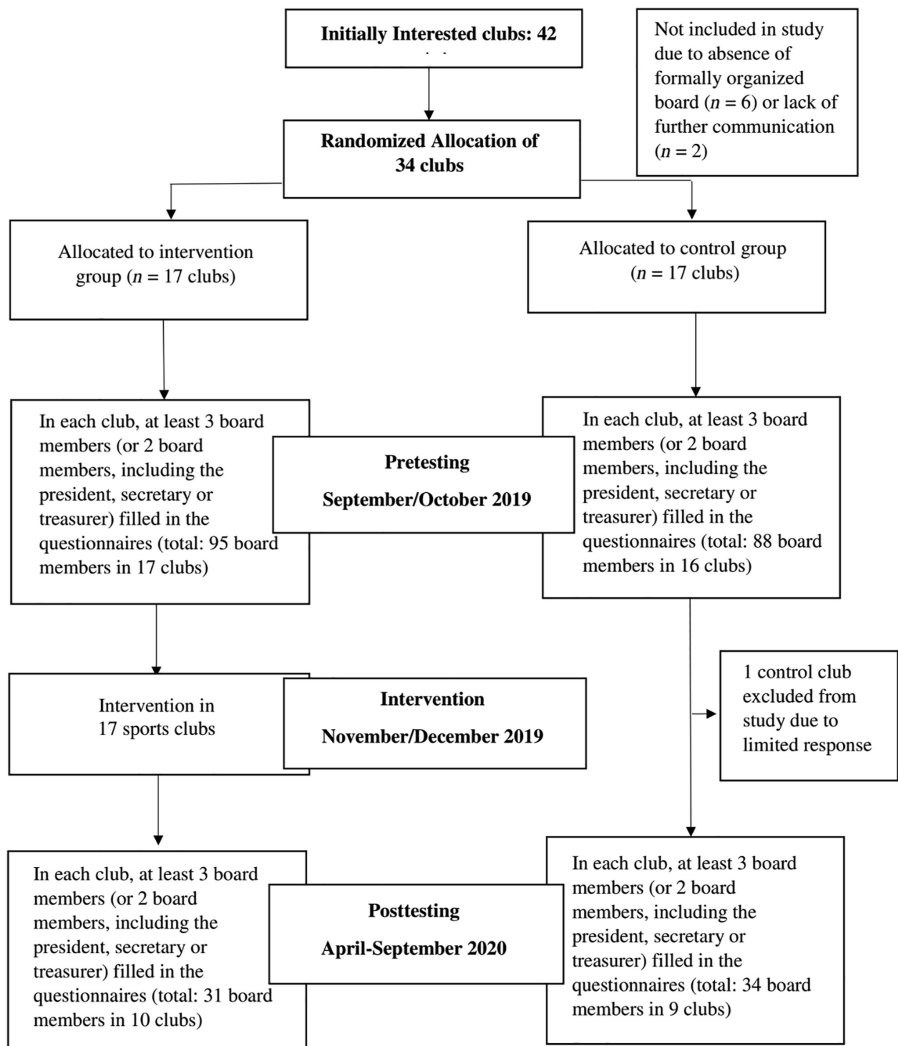 Initially Interested clubs: 42
Not included in study
due to absence of
formally organized
board (n = 6) or lack of
further communication
(n = 2)
Randomized Allocation of
34 clubs
Allocated to intervention
group (n = 17 clubs)
Allocated to control group
(n = 17 clubs)
In each club, at least 3 board
members (or 2 board
members, including the
president, secretary or
treasurer) filled in the
questionnaires (total: 95 board
members in 17 clubs)
Pretesting
September/October 2019
In each club, at least 3 board
members (or 2 board
members, including the
president, secretary or
treasurer) filled in the
questionnaires (total: 88 board
members in 16 clubs)
Intervention in
17 sports clubs
Intervention
November/December 2019
1 control club
excluded from
study due to
limited response
In each club, at least 3 board
members (or 2 board
members, including the
president, secretary or
treasurer) filled in the
questionnaires (total: 31 board
members in 10 clubs)
Posttesting
April-September 2020
In each club, at least 3 board
members (or 2 board
members, including the
president, secretary or
treasurer) filled in the
questionnaires (total: 34 board
members in 9 clubs)